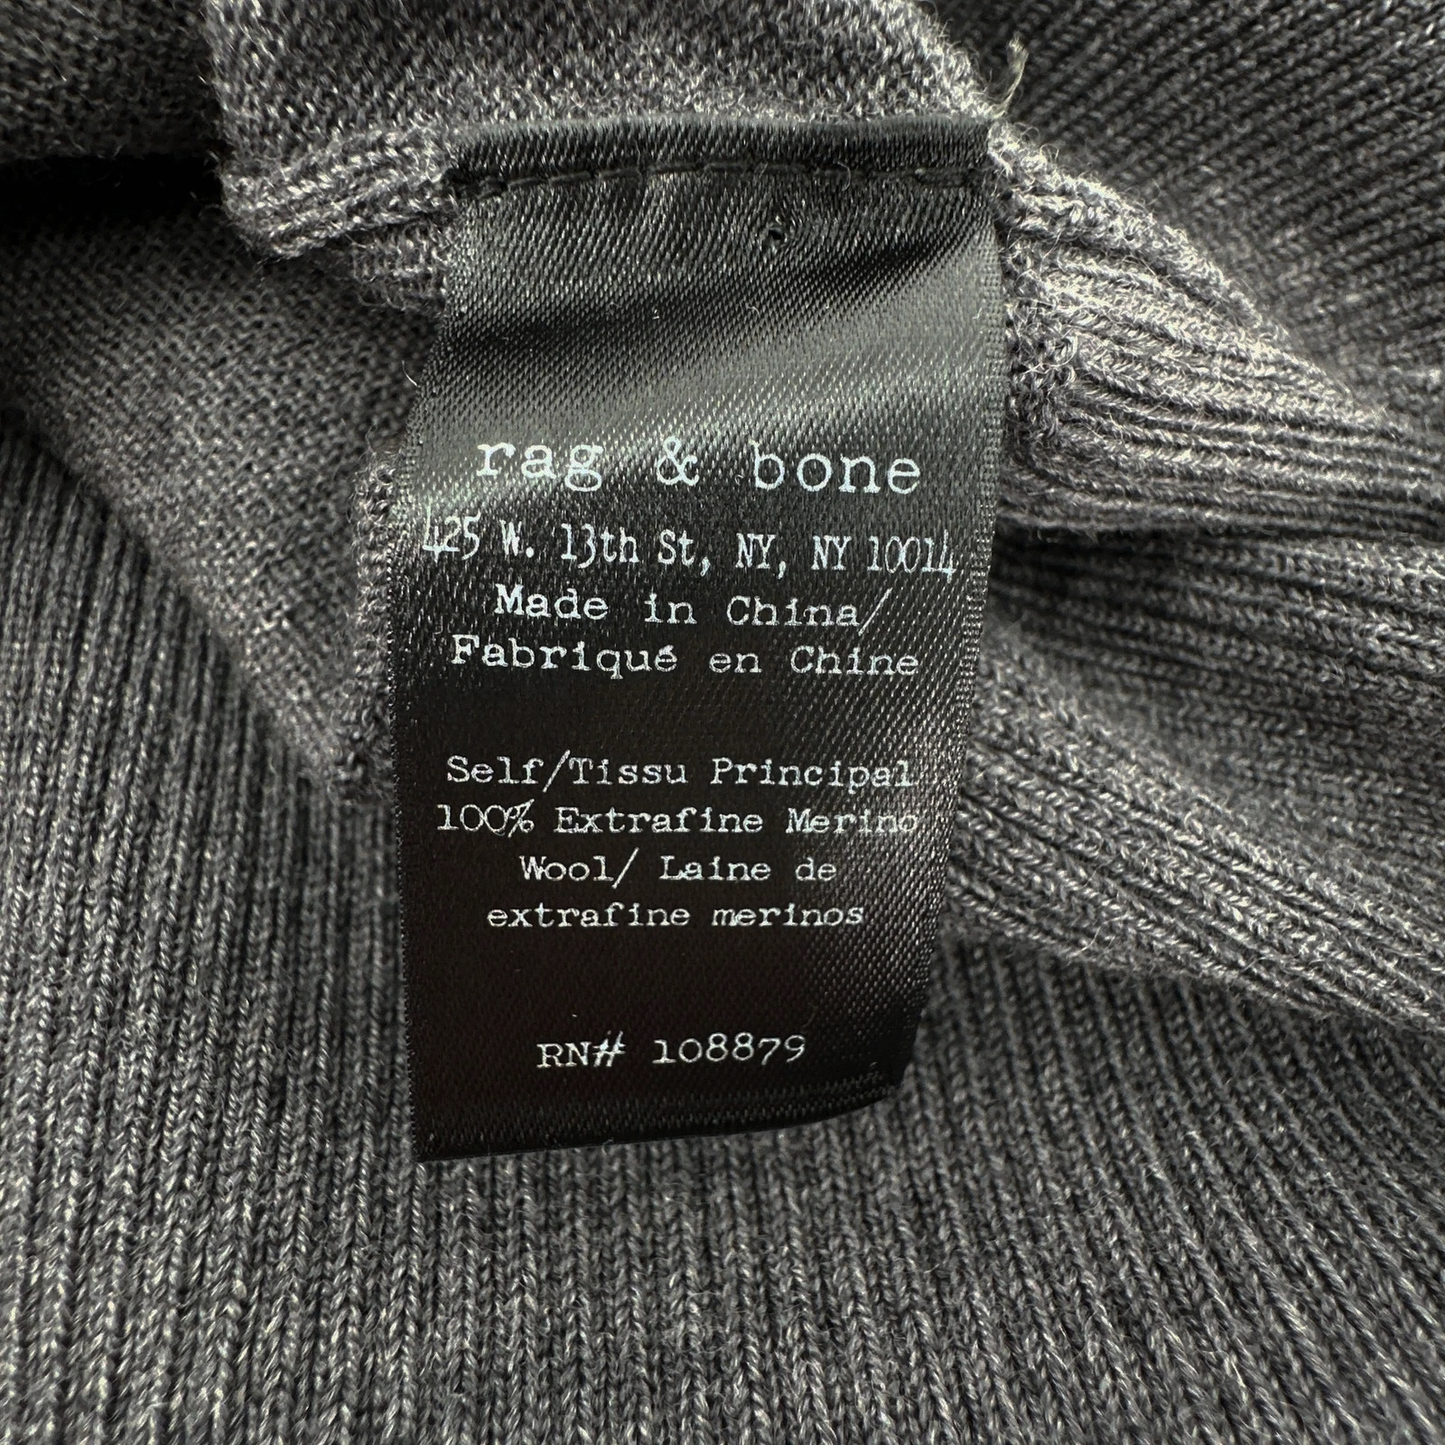 rag & bone
425 W. 13th St, NY, NY 10014
Made in China/
Fabriqué en Chine
Self/Tissu Principal
100% Extrafine Merino
Wool/ Laine de
extrafine merinos
RN# 108879